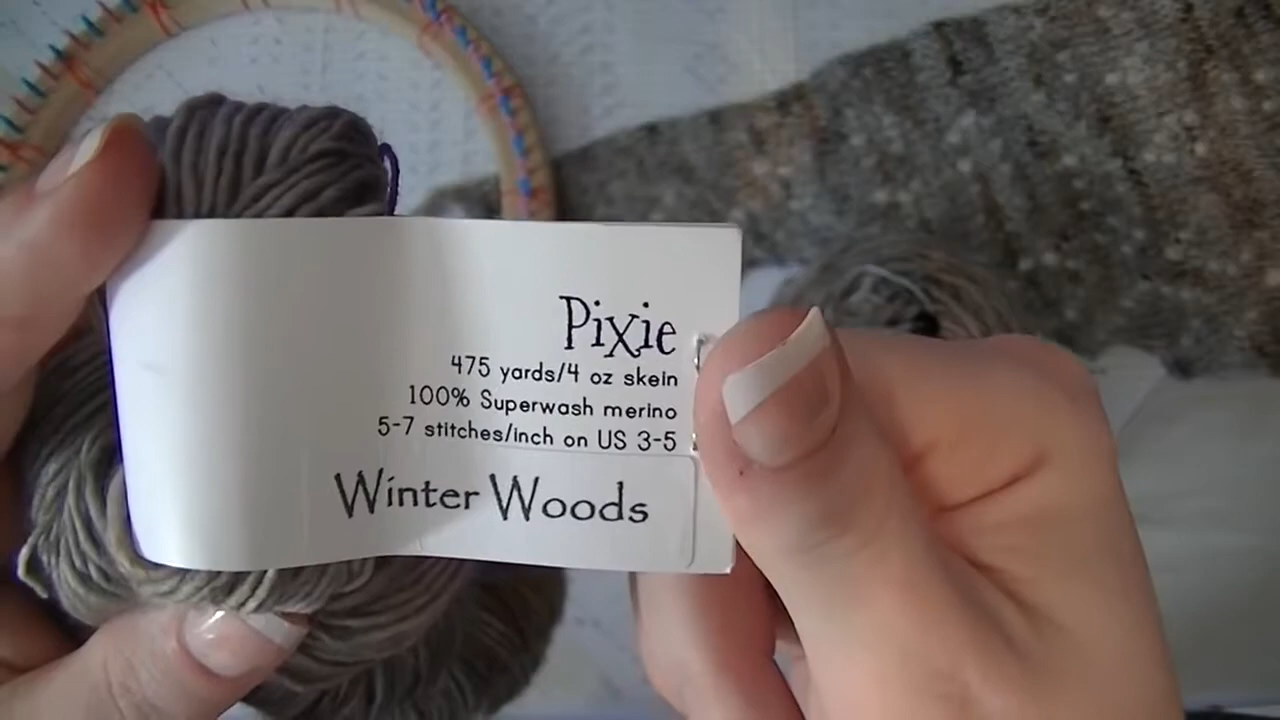 Pixie
475 yards/4 oz skein
100% Superwash merino
5-7 stitches/inch on US 3-5
Winter Woods